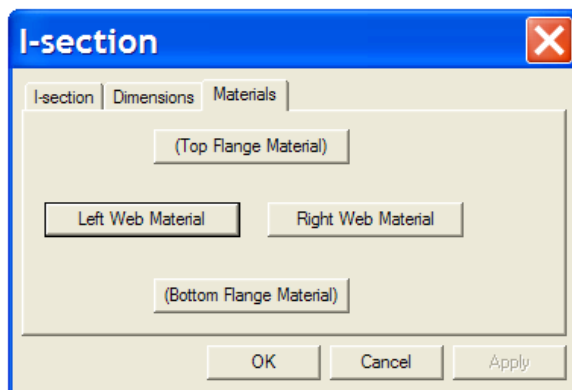 I-section
I-section Dimensions Materials
(Top Flange Material)
Left Web Material Right Web Material
(Bottom Flange Material)
OK Cancel Apply